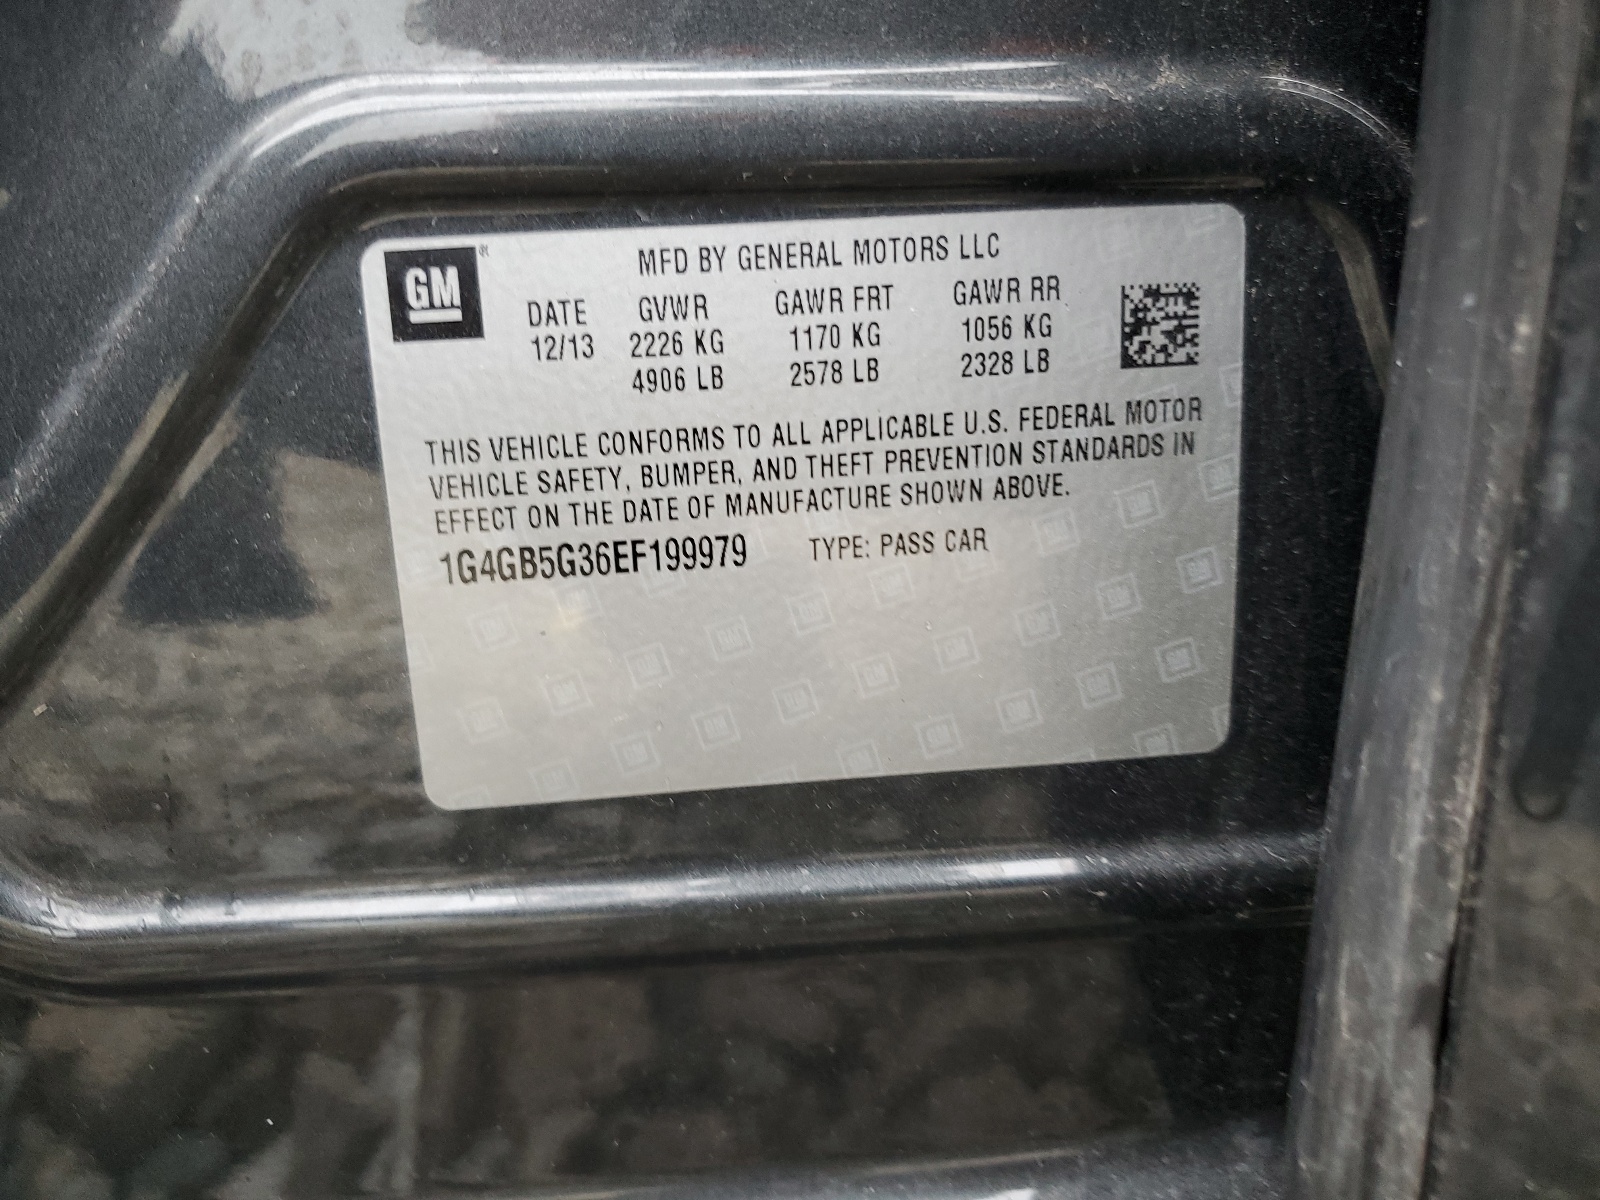 GM
MFD BY GENERAL MOTORS LLC
DATE GVWR GAWR FRT GAWR RR
12/13 2226 KG 1170 KG 1056 KG
4906 LB 2578 LB 2328 LB
THIS VEHICLE CONFORMS TO ALL APPLICABLE U.S. FEDERAL MOTOR
VEHICLE SAFETY, BUMPER, AND THEFT PREVENTION STANDARDS IN
EFFECT ON THE DATE OF MANUFACTURE SHOWN ABOVE.
1G4GB5G36EF199979 TYPE: PASS CAR